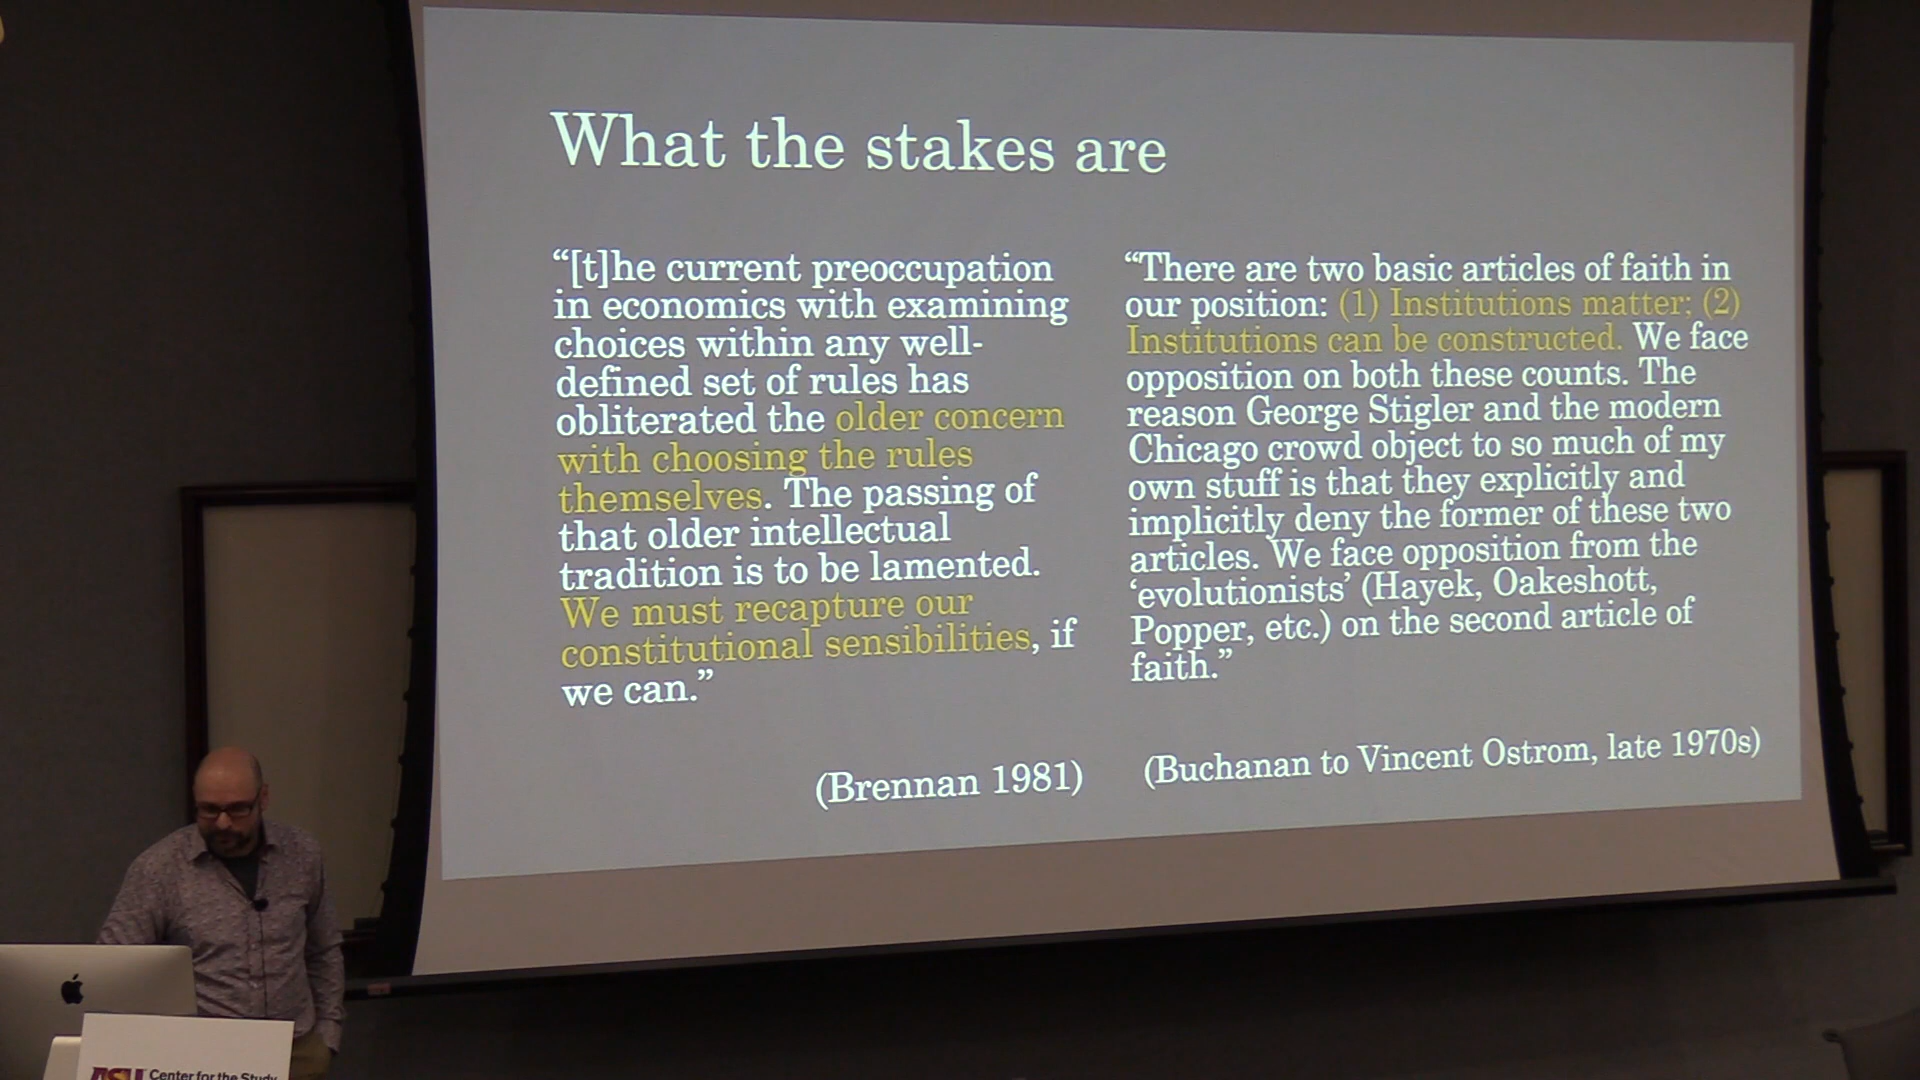 What the stakes are
“[t]he current preoccupation
in economics with examining
choices within any well-
defined set of rules has
obliterated the older concern
with choosing the rules
themselves. The passing of
that older intellectual
tradition is to be lamented.
We must recapture our
constitutional sensibilities, if
we can.”
(Brennan 1981)
“There are two basic articles of faith in
our position: (1) Institutions matter; (2)
Institutions can be constructed. We face
opposition on both these counts. The
reason George Stigler and the modern
Chicago crowd object to so much of my
own stuff is that they explicitly and
implicitly deny the former of these two
articles. We face opposition from the
‘evolutionists’ (Hayek, Oakeshott,
Popper, etc.) on the second article of
faith.”
(Buchanan to Vincent Ostrom, late 1970s)
ASU Center for the Study